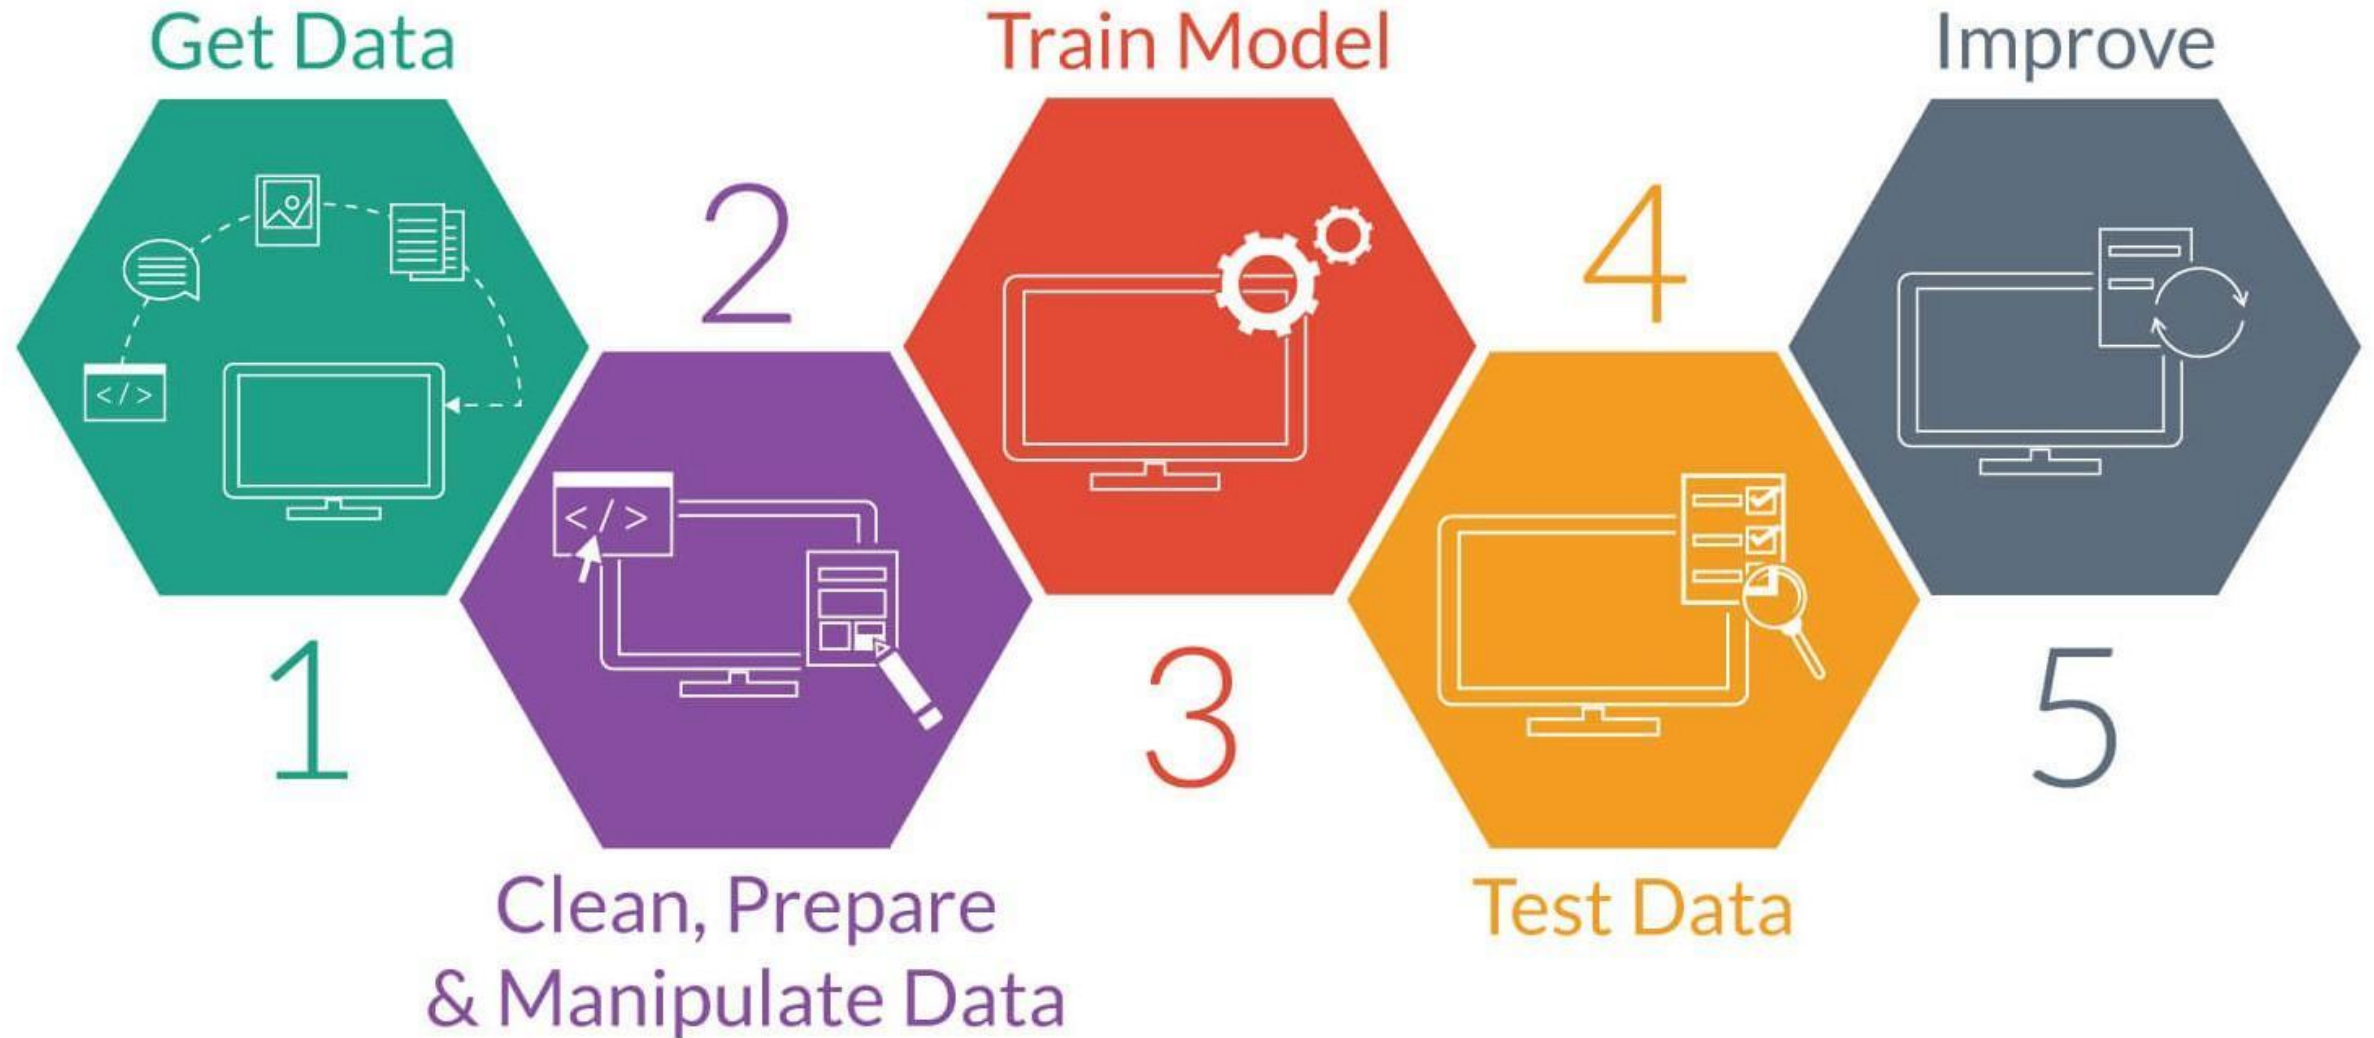 Get Data
1
</>
2
</>
Clean, Prepare
& Manipulate Data
Train Model
3
4
Test Data
Improve
5